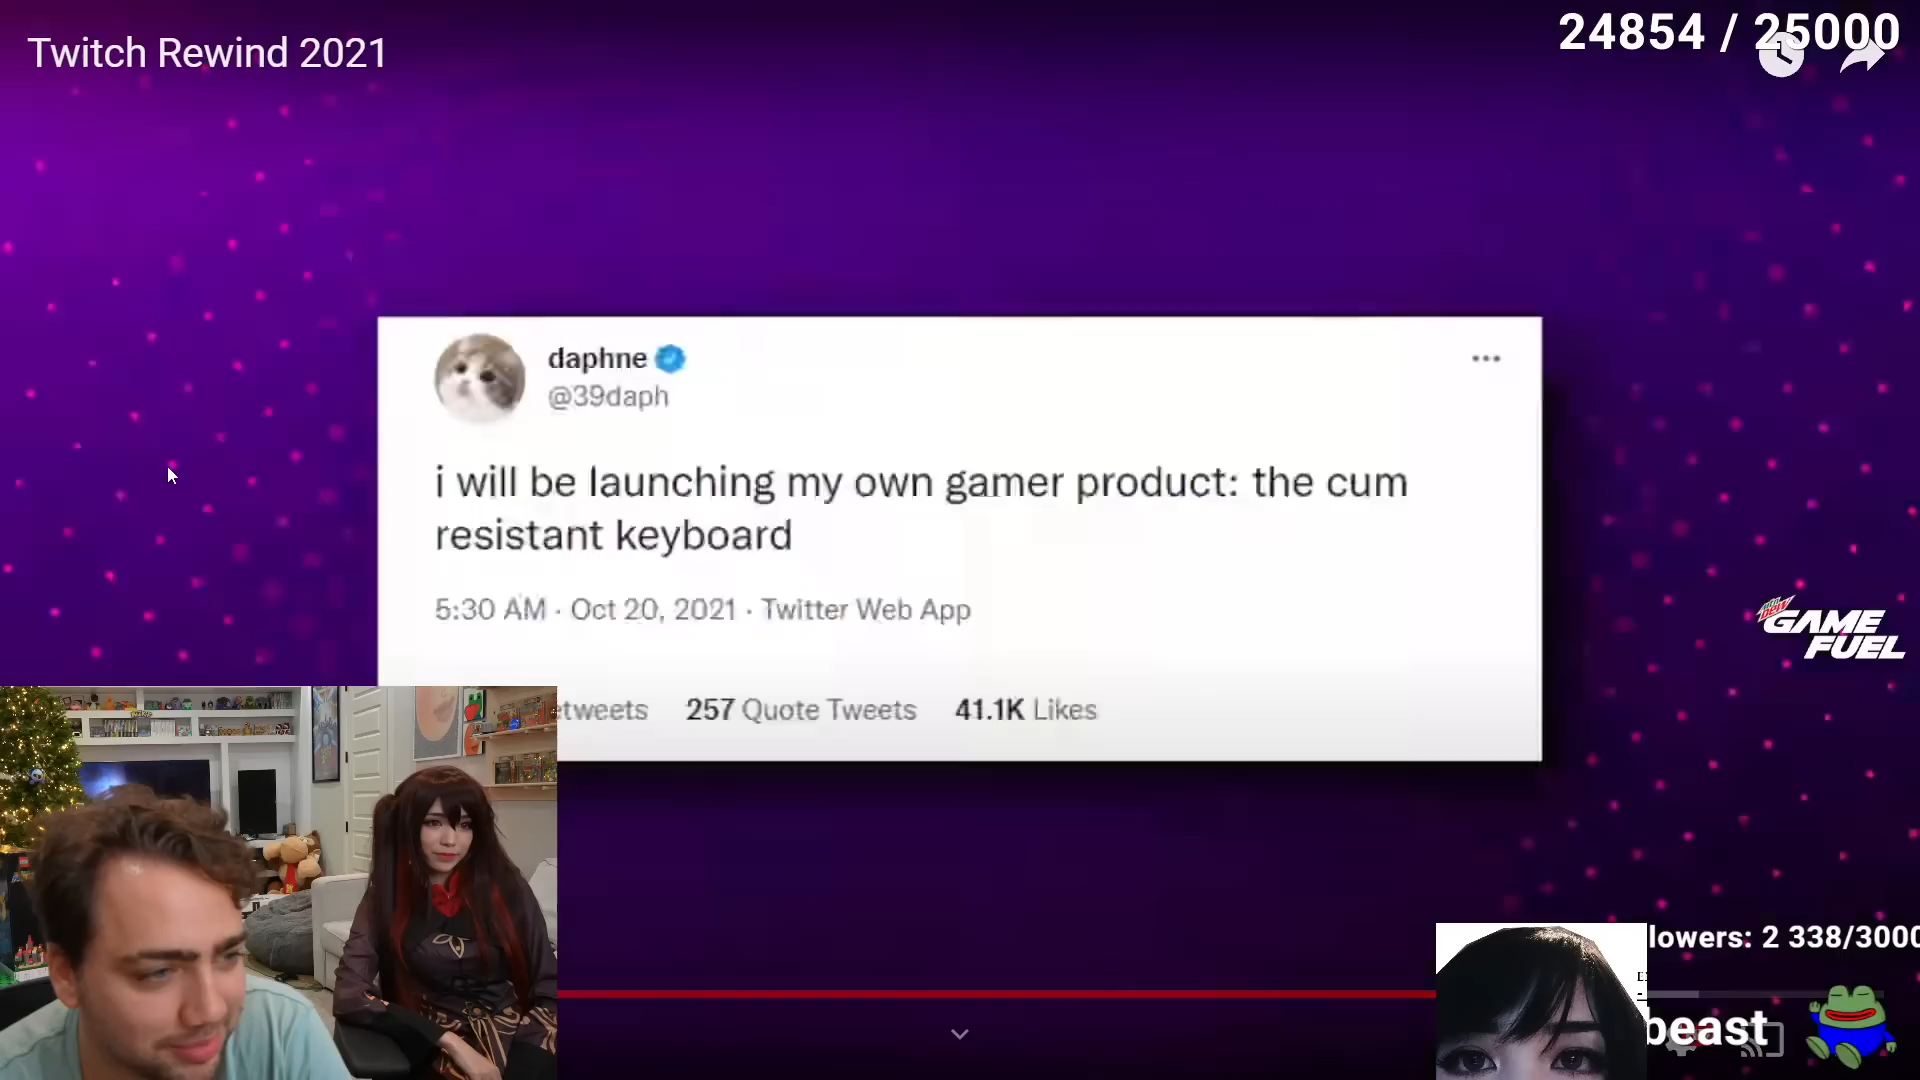 Twitch Rewind 2021
24854 / 25000
daphne
@39daph
i will be launching my own gamer product: the cum
resistant keyboard
5:30 AM · Oct 20, 2021 · Twitter Web App
etweets 257 Quote Tweets 41.1K Likes
GAME
FUEL
lowers: 2 338/3000
beast